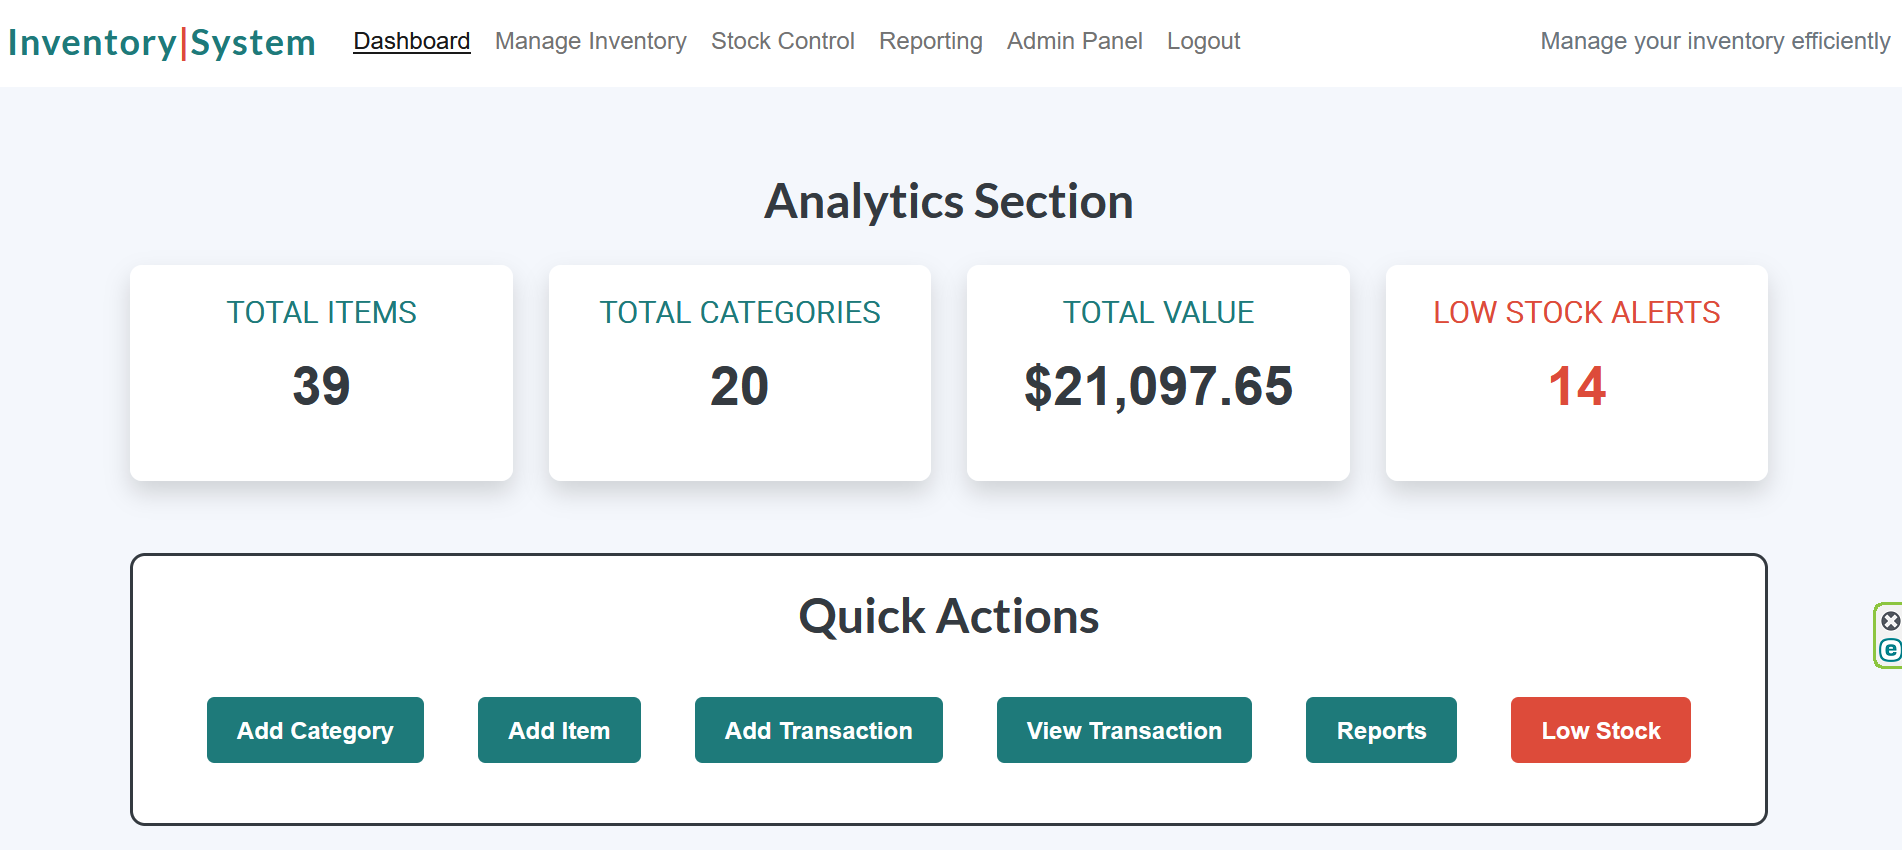 Inventory|System Dashboard Manage Inventory Stock Control Reporting Admin Panel Logout Manage your inventory efficiently
Analytics Section
TOTAL ITEMS TOTAL CATEGORIES TOTAL VALUE LOW STOCK ALERTS
39 20 $21,097.65 14
Quick Actions
Add Category Add Item Add Transaction View Transaction Reports Low Stock
e